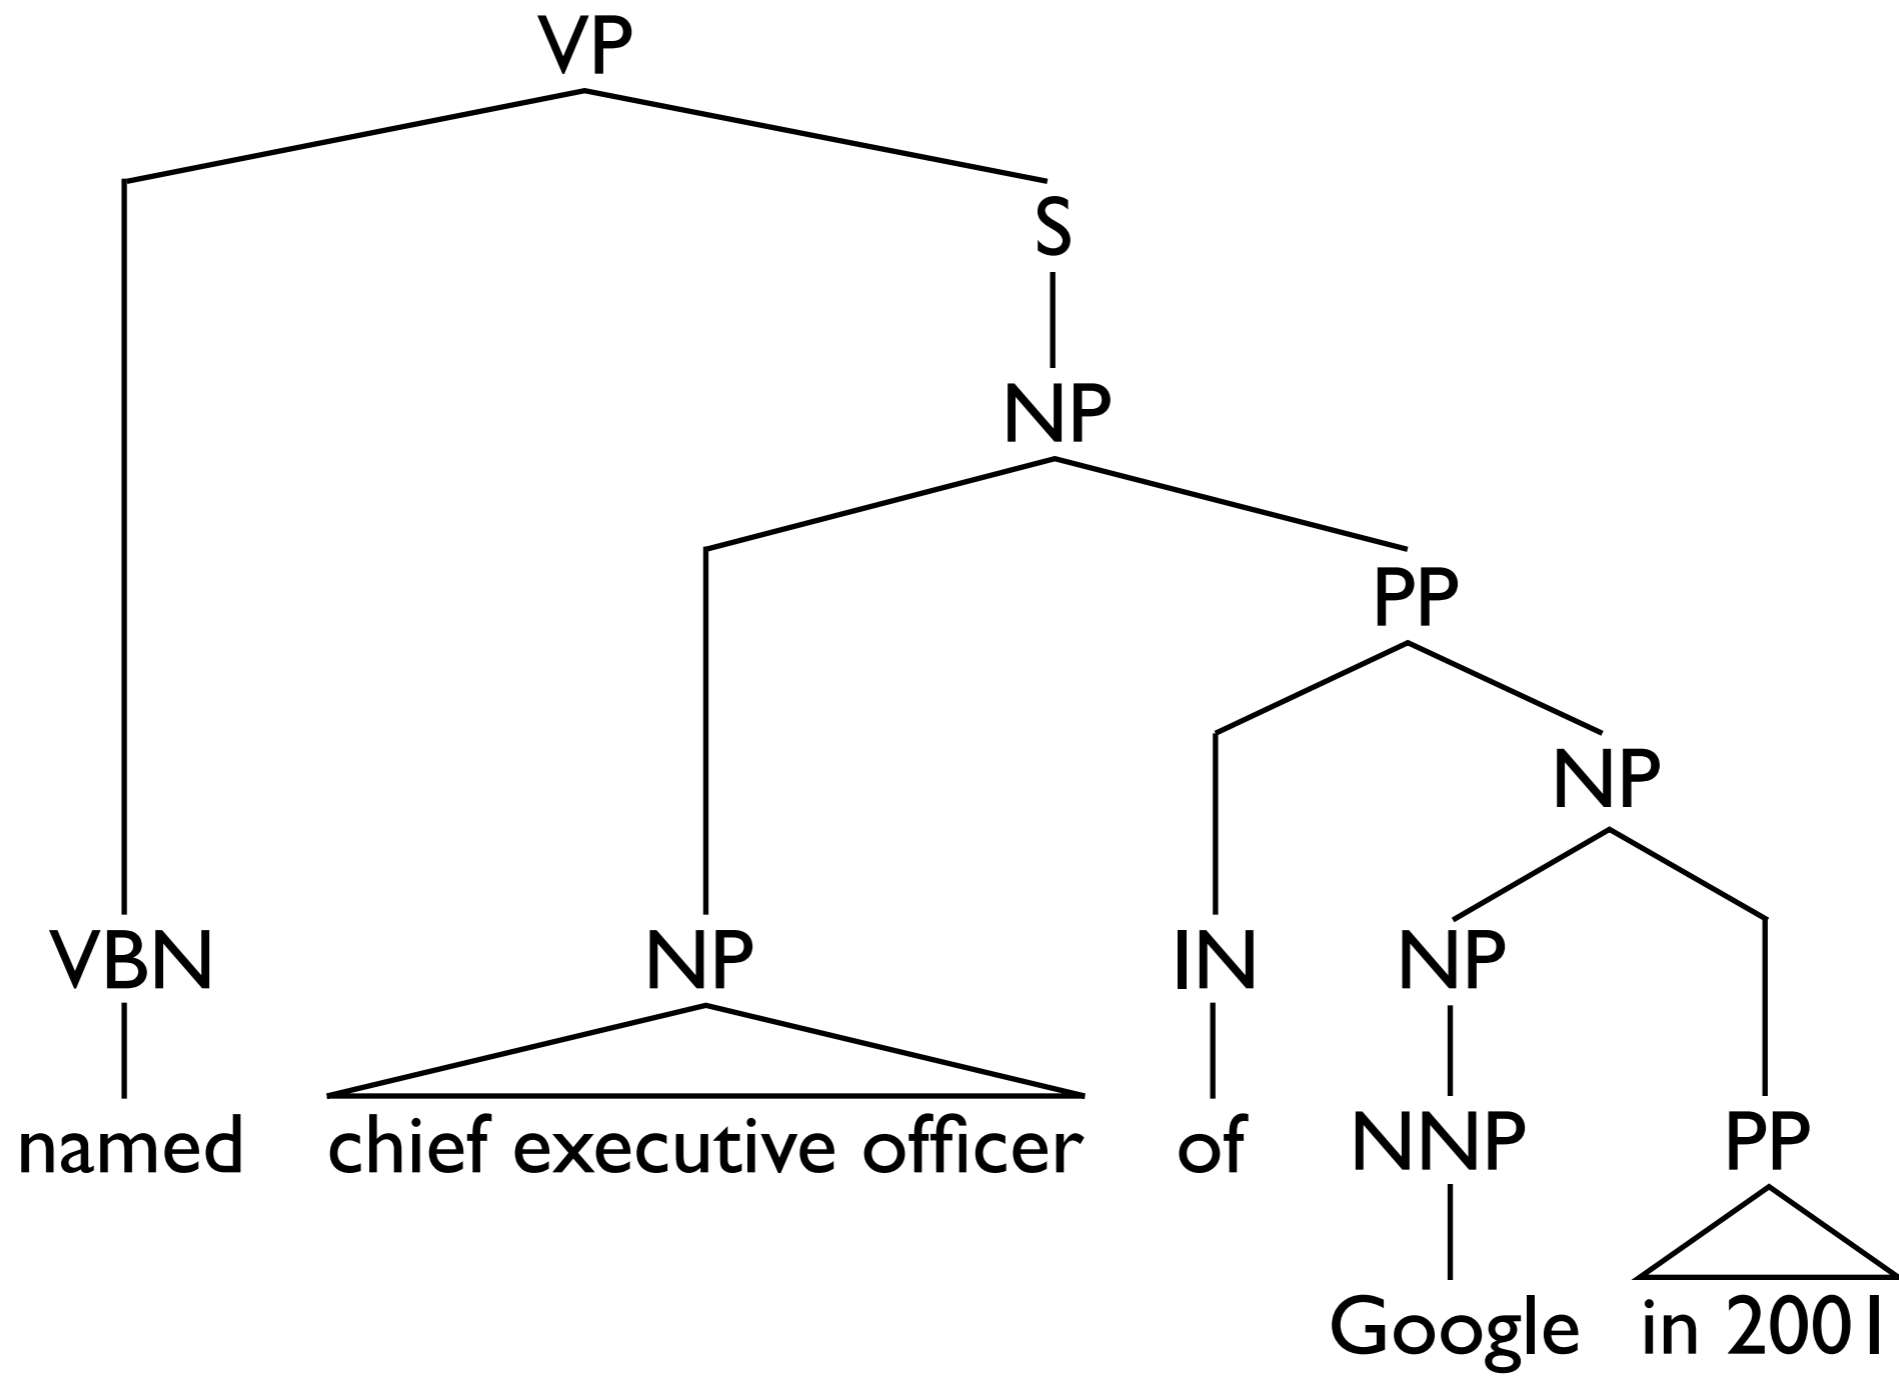 VP
S
NP
PP
NP
VBN NP IN NP
named chief executive officer of NNP PP
Google in 2001